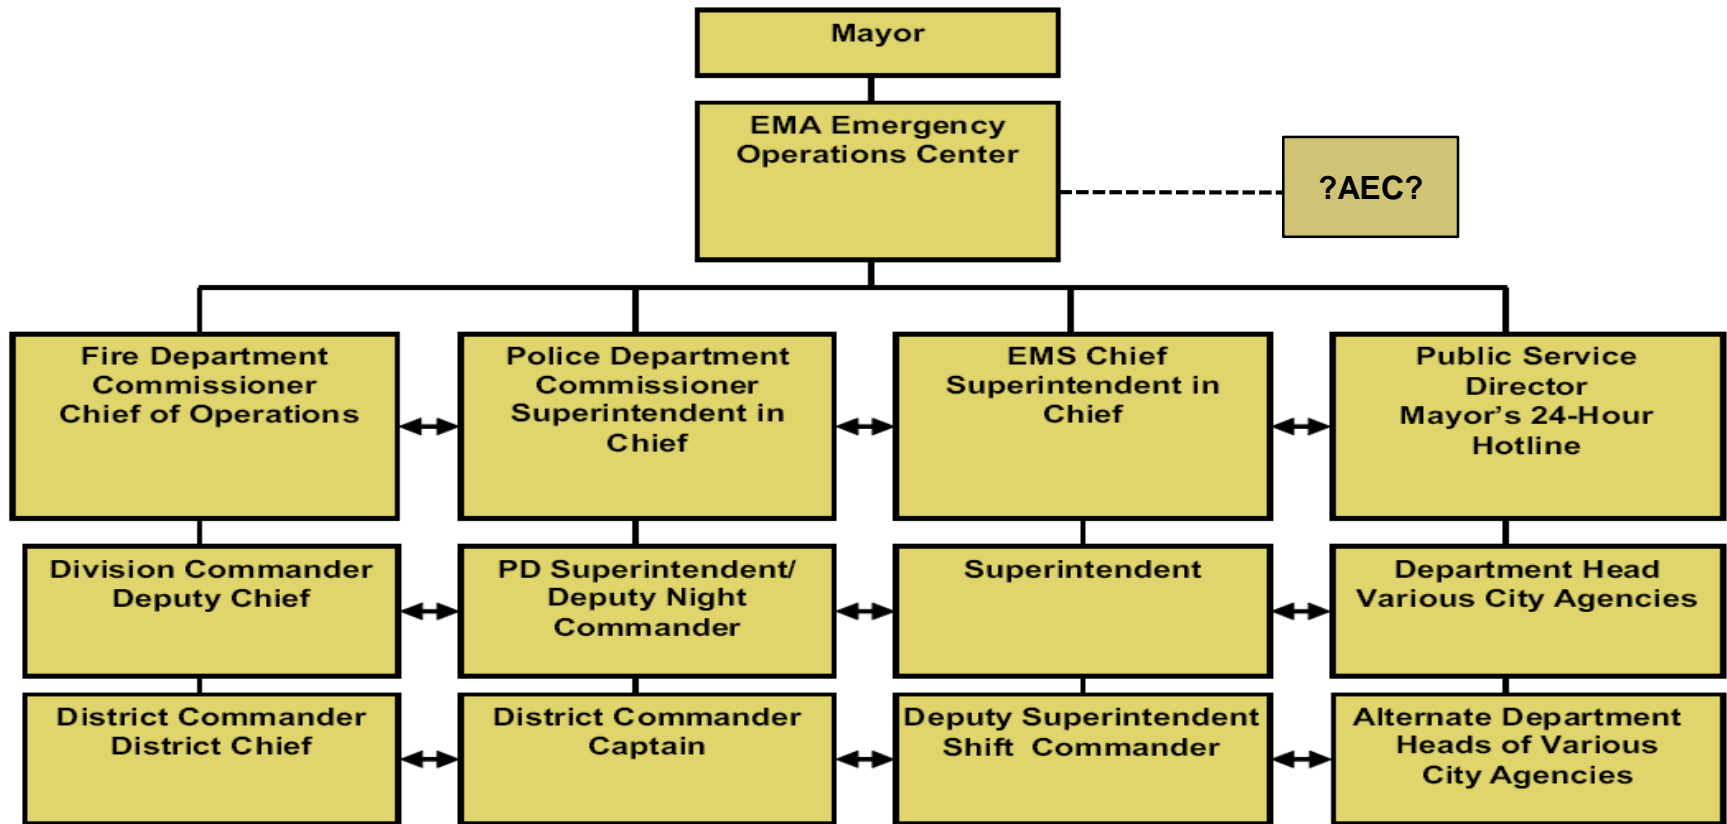 Mayor
EMA Emergency
Operations Center
?AEC?
Fire Department
Commissioner
Chief of Operations
Police Department
Commissioner
Superintendent in
Chief
EMS Chief
Superintendent in
Chief
Public Service
Director
Mayor's 24-Hour
Hotline
Division Commander
Deputy Chief
PD Superintendent/
Deputy Night
Commander
Superintendent
Department Head
Various City Agencies
District Commander
District Chief
District Commander
Captain
Deputy Superintendent
Shift Commander
Alternate Department
Heads of Various
City Agencies